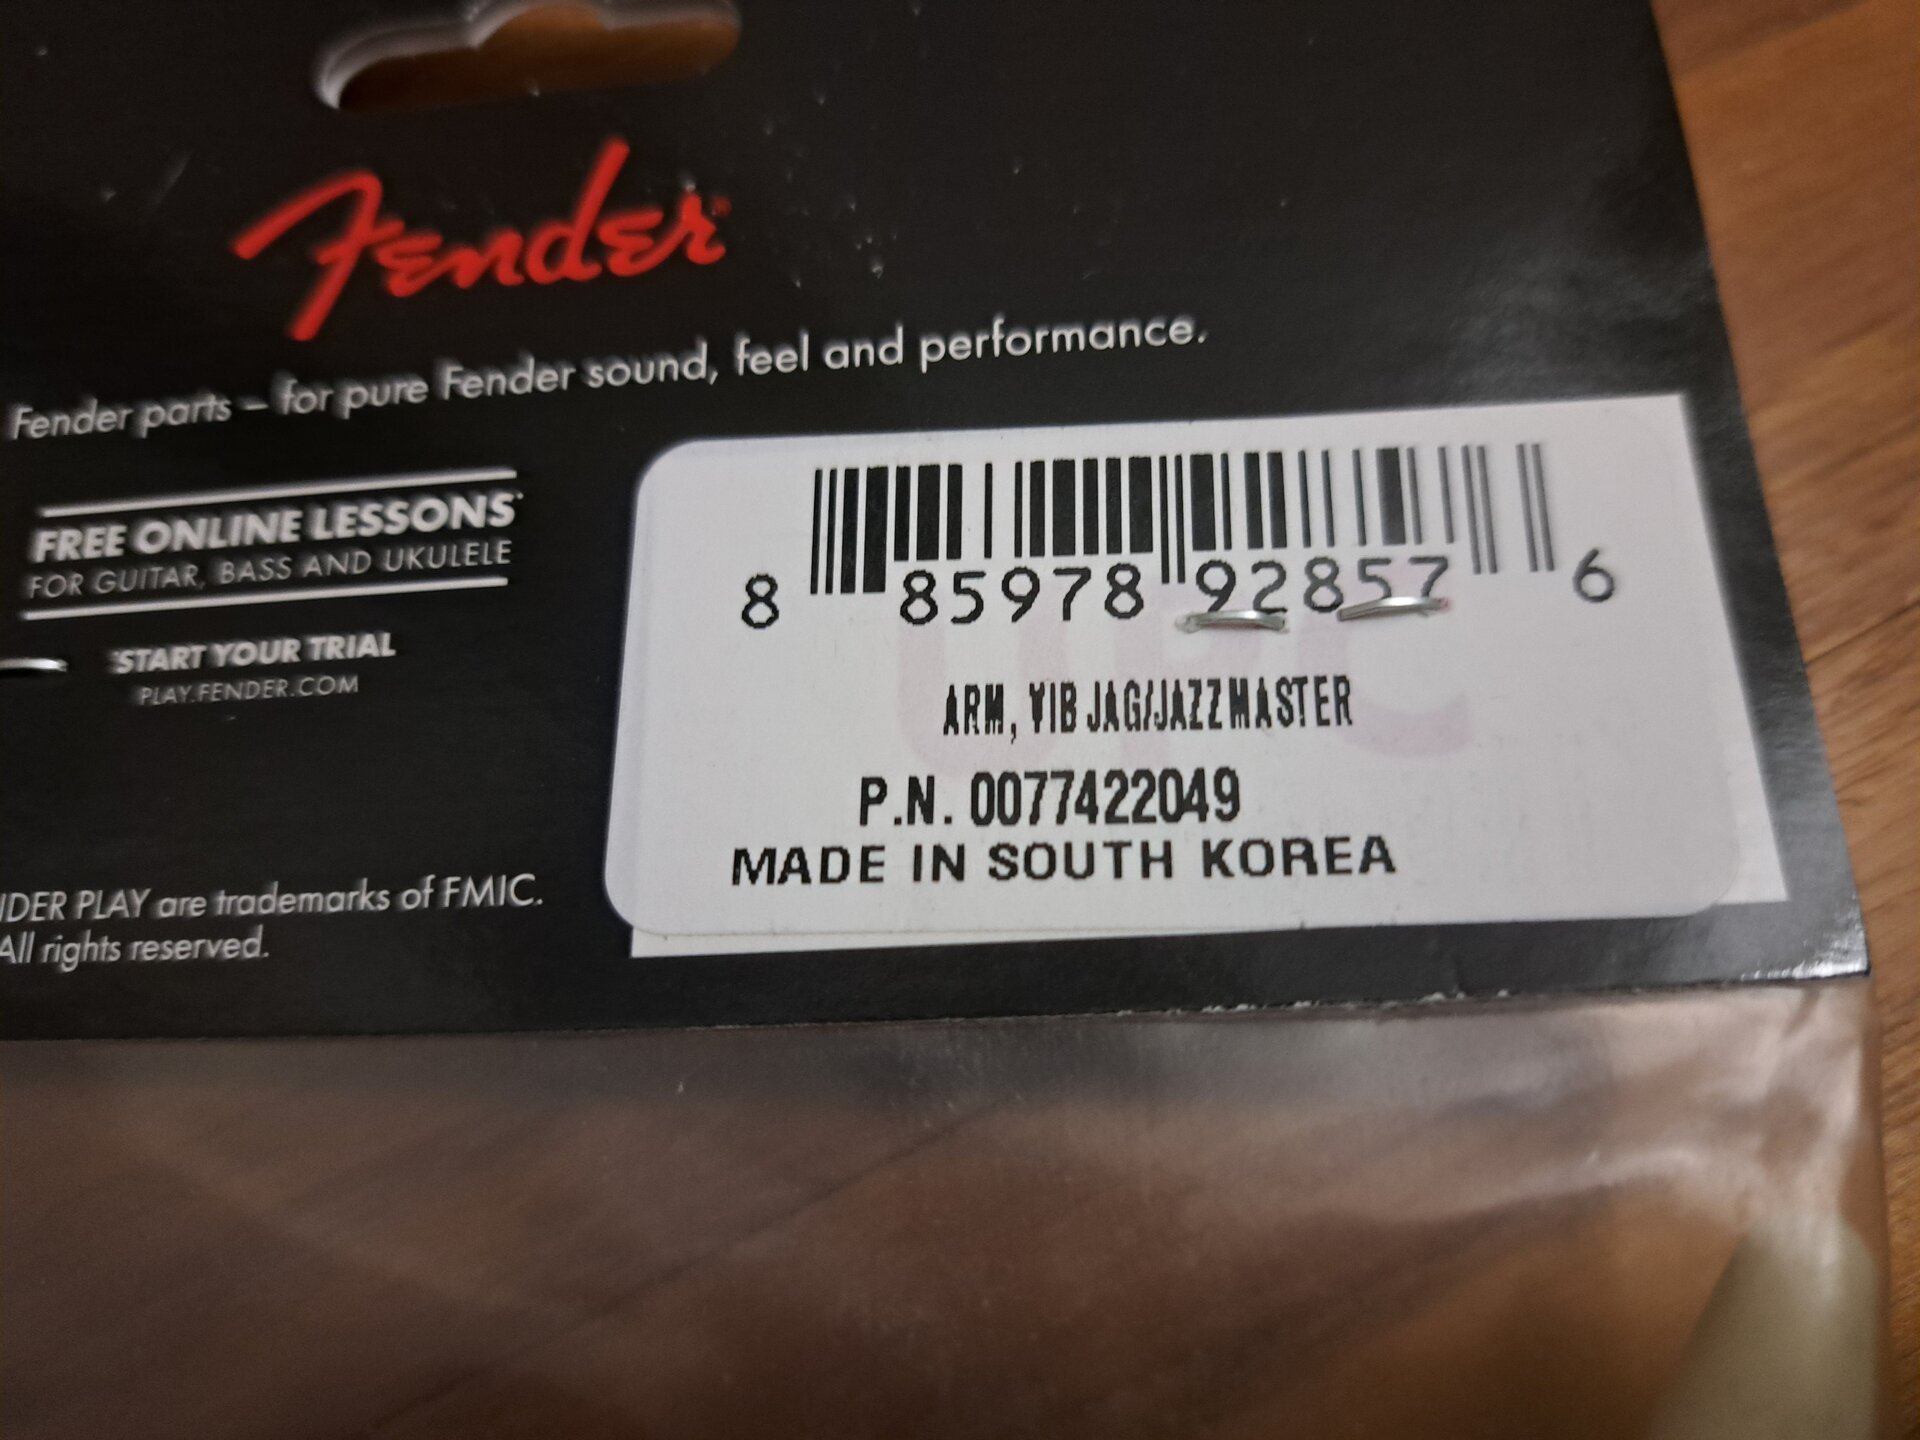 Fender
Fender parts – for pure Fender sound, feel and performance.
FREE ONLINE LESSONS*
FOR GUITAR, BASS AND UKULELE
*START YOUR TRIAL
PLAY.FENDER.COM
PLAY are trademarks of FMIC.
All rights reserved.
8 85978 92857 6
UPC
ARM, VIB JAG/JAZZMASTER
P.N. 0077422049
MADE IN SOUTH KOREA